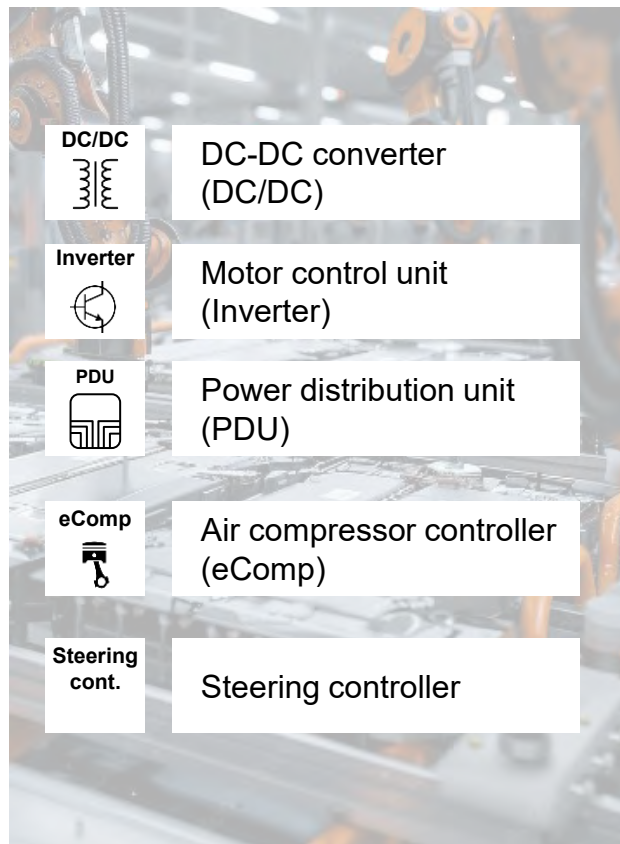 DC/DC
DC-DC converter
(DC/DC)
Inverter
Motor control unit
(Inverter)
PDU
Power distribution unit
(PDU)
eComp
Air compressor controller
(eComp)
Steering
cont.
Steering controller